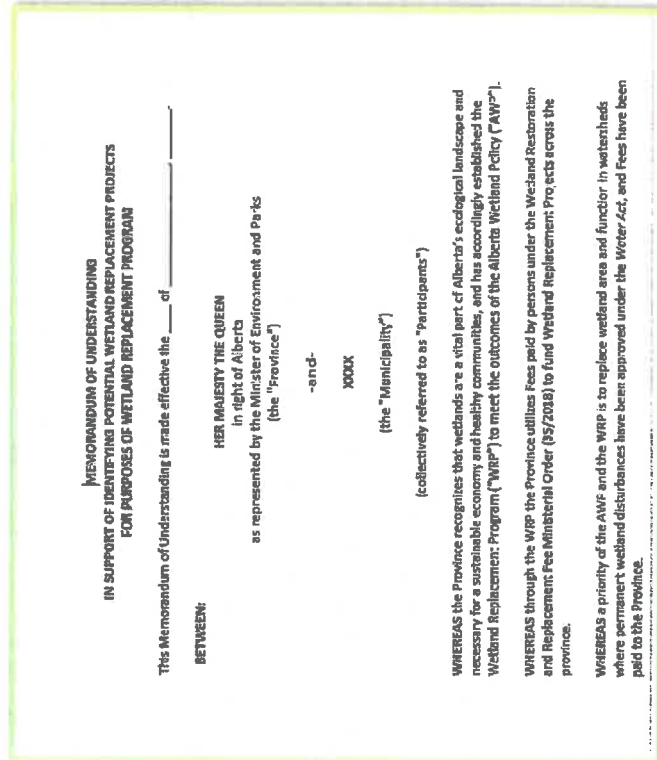 MEMORANDUM OF UNDERSTANDING
IN SUPPORT OF IDENTIFYING POTENTIAL WETLAND REPLACEMENT PROJECTS
FOR PURPOSES OF WETLAND REPLACEMENT PROGRAM
This Memorandum of Understanding is made effective the ____ of ____________, ____.
BETWEEN:
HER MAJESTY THE QUEEN
in right of Alberta
as represented by the Minister of Environment and Parks
(the "Province")
-and-
XXXX
(the "Municipality")
(collectively referred to as "Participants")
WHEREAS the Province recognizes that wetlands are a vital part of Alberta's ecological landscape and
necessary for a sustainable economy and healthy communities, and has accordingly established the
Wetland Replacement Program ("WRP") to meet the outcomes of the Alberta Wetland Policy ("AWP").
WHEREAS through the WRP the Province utilizes Fees paid by persons under the Wetland Restoration
and Replacement Fee Ministerial Order (35/2018) to fund Wetland Replacement Projects across the
province.
WHEREAS a priority of the AWP and the WRP is to replace wetland area and function in watersheds
where permanent wetland disturbances have been approved under the Water Act, and Fees have been
paid to the Province.